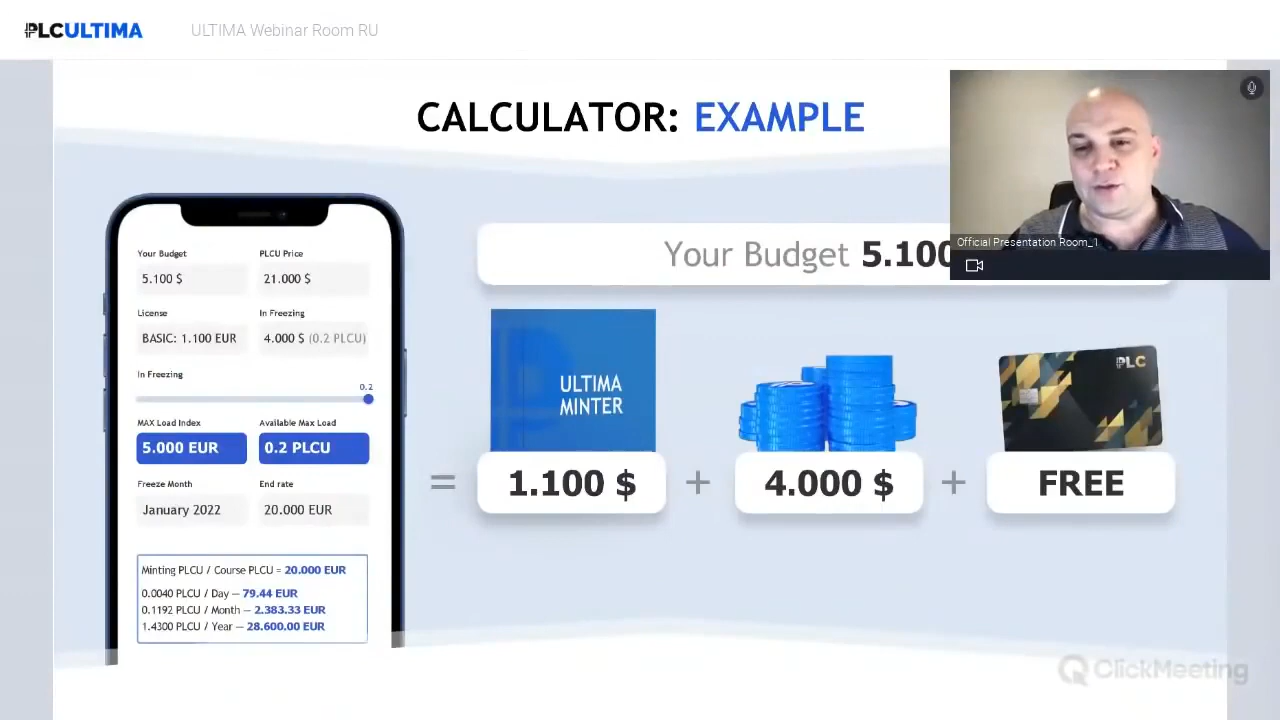 PLCULTIMA
ULTIMA Webinar Room RU
CALCULATOR: EXAMPLE
Official Presentation Room_1
Your Budget 5.100
Your Budget
PLCU Price
5.100 $
21.000 $
License
In Freezing
BASIC: 1.100 EUR
4.000 $ (0.2 PLCU)
In Freezing
0.2
MAX Load Index
Available Max Load
5.000 EUR
0.2 PLCU
Freeze Month
End rate
January 2022
20.000 EUR
Minting PLCU / Course PLCU = 20.000 EUR
0.0040 PLCU / Day — 79.44 EUR
0.1192 PLCU / Month — 2.383.33 EUR
1.4300 PLCU / Year — 28.600.00 EUR
ULTIMA
MINTER
PLC
= 1.100 $ + 4.000 $ + FREE
ClickMeeting